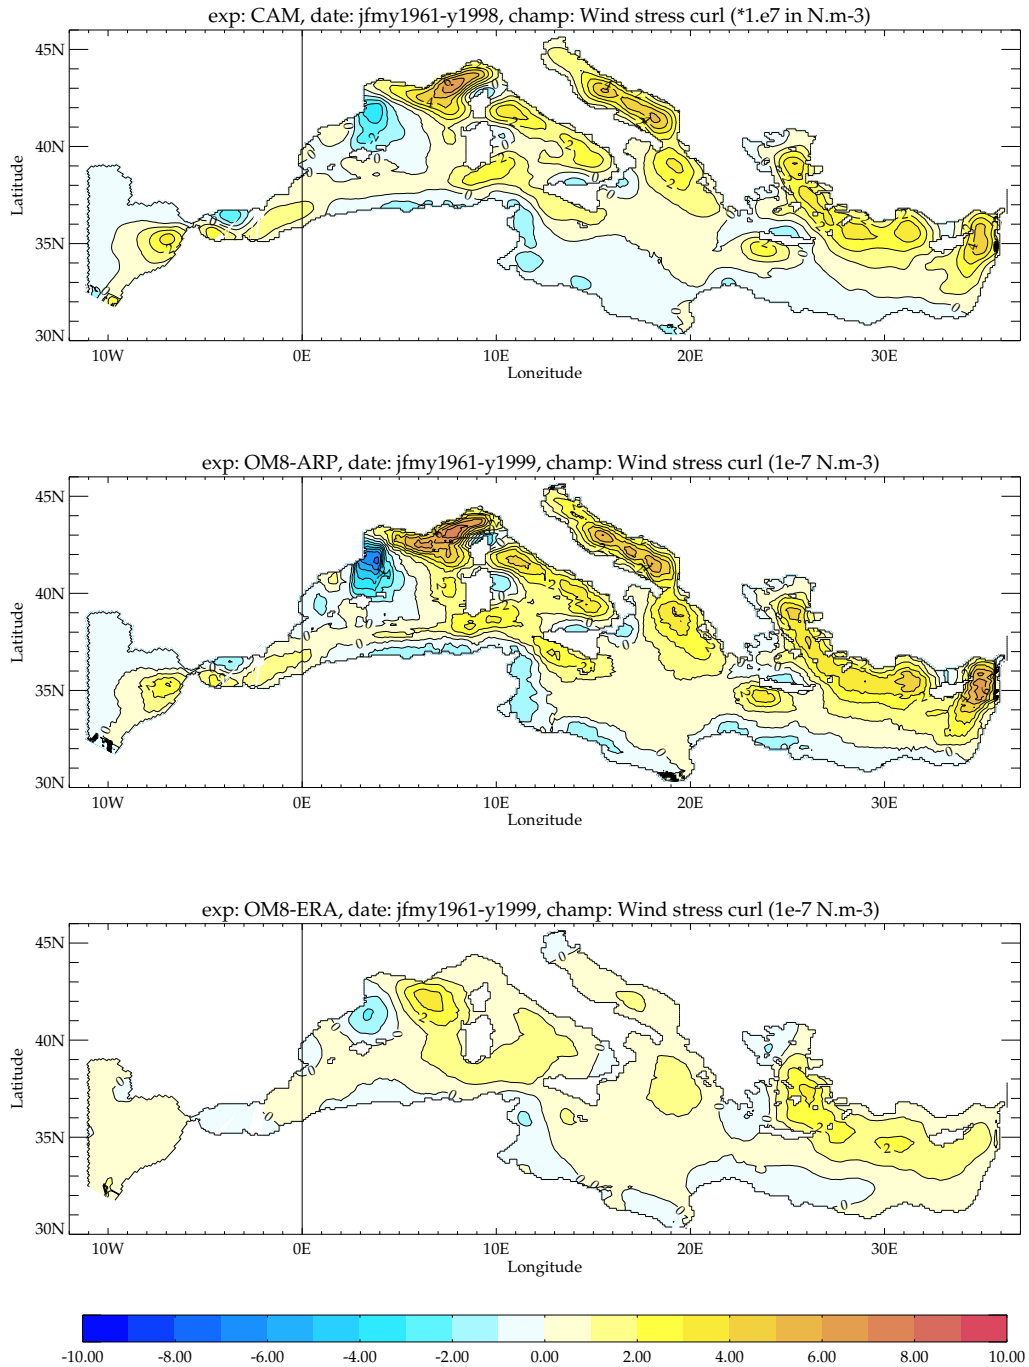 exp: CAM, date: jfmy1961-y1998, champ: Wind stress curl (*1.e7 in N.m-3)
45N
40N
35N
30N
Latitude
10W 0E 10E 20E 30E
Longitude
exp: OM8-ARP, date: jfmy1961-y1999, champ: Wind stress curl (1e-7 N.m-3)
45N
40N
35N
30N
Latitude
10W 0E 10E 20E 30E
Longitude
exp: OM8-ERA, date: jfmy1961-y1999, champ: Wind stress curl (1e-7 N.m-3)
45N
40N
35N
30N
Latitude
10W 0E 10E 20E 30E
Longitude
-10.00 -8.00 -6.00 -4.00 -2.00 0.00 2.00 4.00 6.00 8.00 10.00